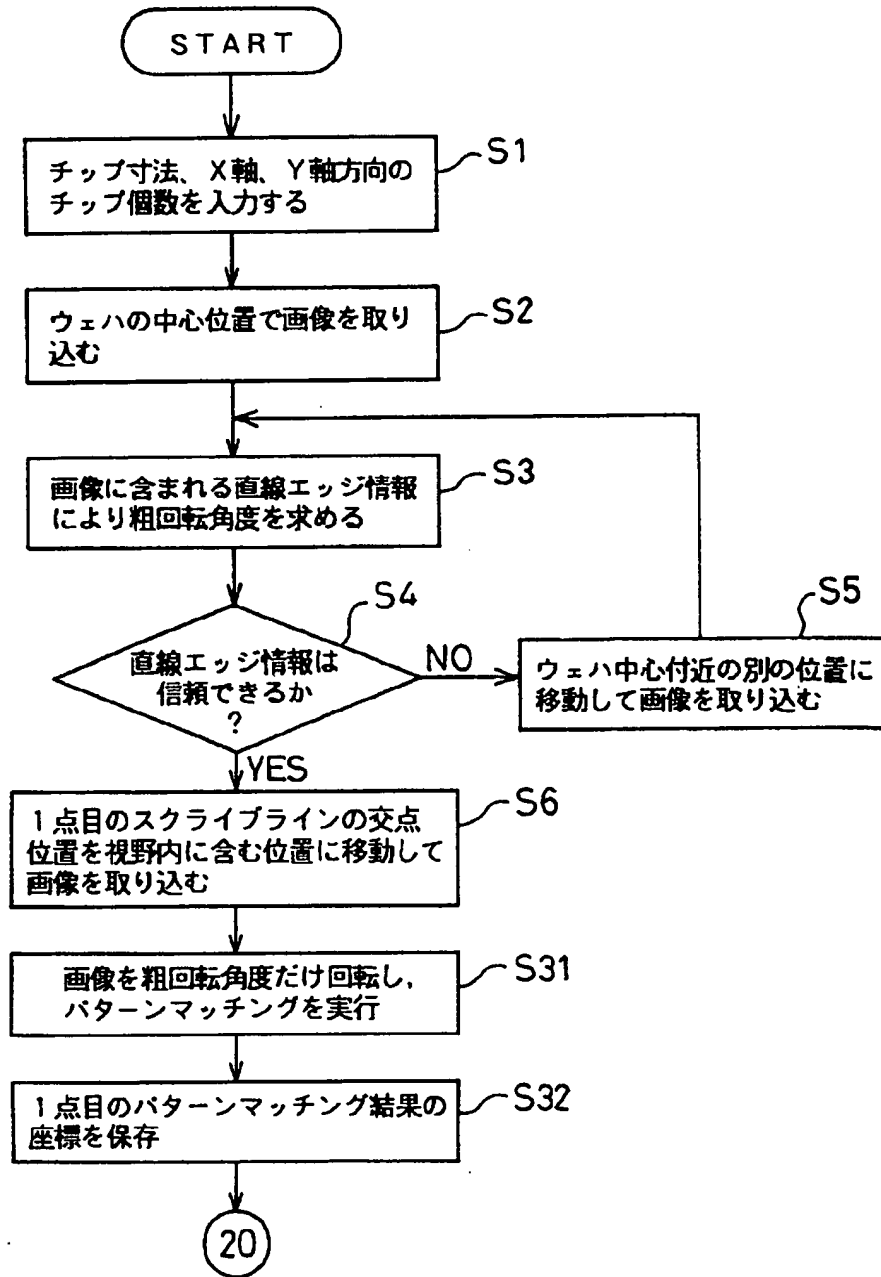 START
S1
チップ寸法、X軸、Y軸方向の
チップ個数を入力する
S2
ウェハの中心位置で画像を取り
込む
S3
画像に含まれる直線エッジ情報
により粗回転角度を求める
S4
直線エッジ情報は
信頼できるか
?
NO
S5
ウェハ中心付近の別の位置に
移動して画像を取り込む
YES
S6
1点目のスクライブラインの交点
位置を視野内に含む位置に移動して
画像を取り込む
S31
画像を粗回転角度だけ回転し,
パターンマッチングを実行
S32
1点目のパターンマッチング結果の
座標を保存
20